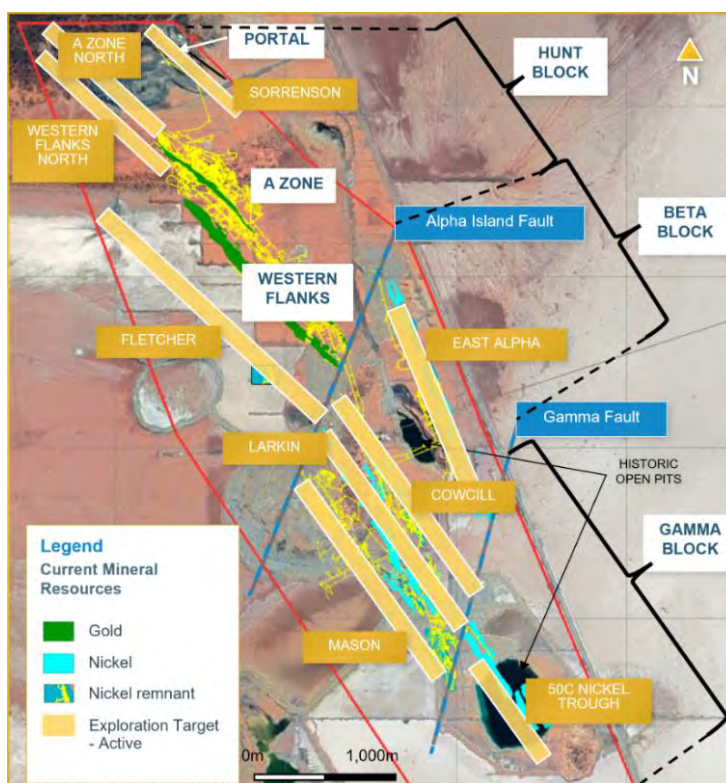 A ZONE
NORTH
PORTAL
HUNT
BLOCK
N
SORRENSON
WESTERN
FLANKS
NORTH
A ZONE
BETA
BLOCK
Alpha Island Fault
WESTERN
FLANKS
FLETCHER
EAST ALPHA
Gamma Fault
LARKIN
HISTORIC
OPEN PITS
COWCILL
GAMMA
BLOCK
Legend
Current Mineral
Resources
Gold
Nickel
Nickel remnant
Exploration Target
- Active
MASON
50C NICKEL
TROUGH
0m
1,000m